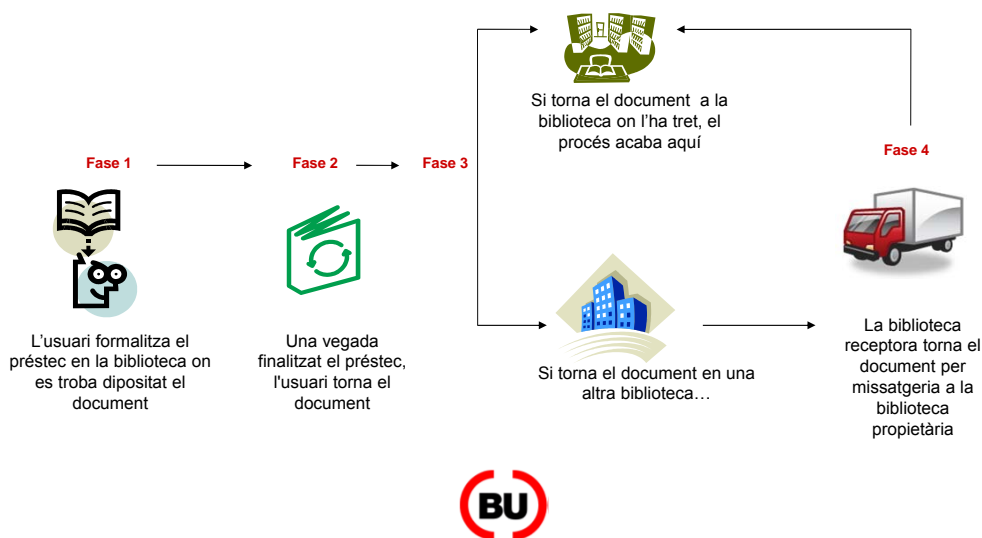 Fase 1
L'usuari formalitza el
préstec en la biblioteca on
es troba dipositat el
document
Fase 2
Una vegada
finalitzat el préstec,
l'usuari torna el
document
Fase 3
Si torna el document a la
biblioteca on l'ha tret, el
procés acaba aquí
Si torna el document en una
altra biblioteca…
Fase 4
La biblioteca
receptora torna el
document per
missatgeria a la
biblioteca
propietària
BU